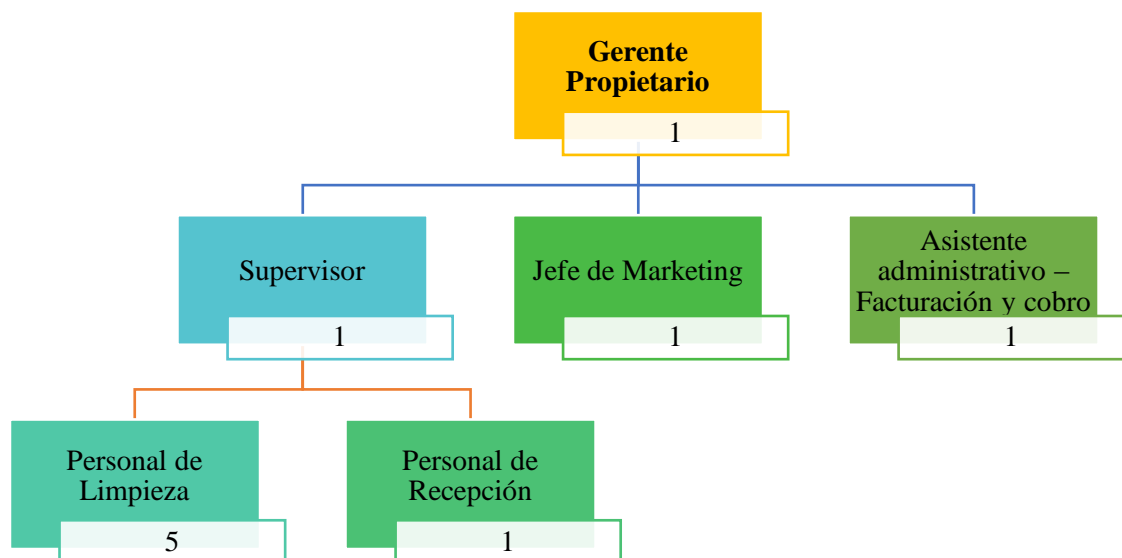 Gerente
Propietario
1
Supervisor
1
Jefe de Marketing
1
Asistente
administrativo –
Facturación y cobro
1
Personal de
Limpieza
5
Personal de
Recepción
1